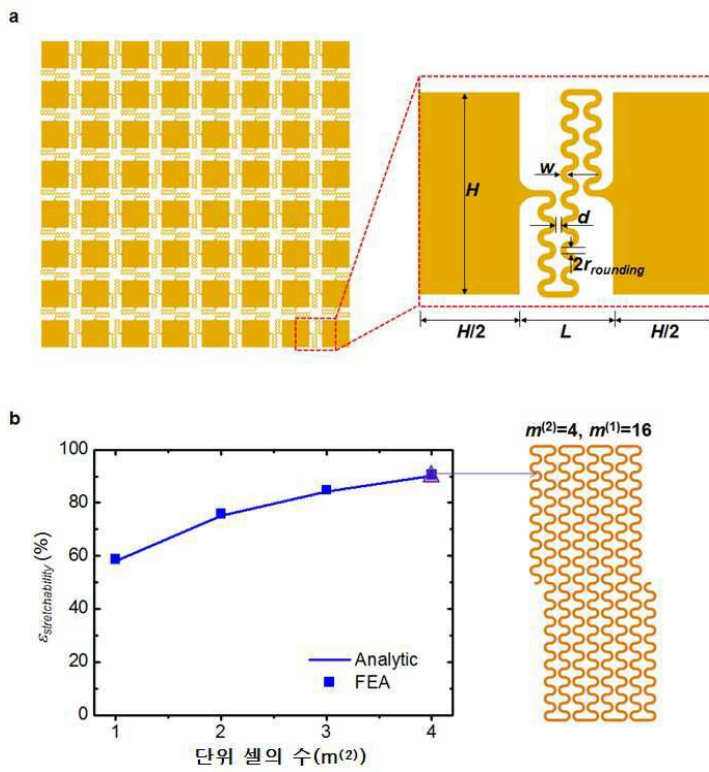 a
w
H
d
2r_rounding
H/2
L
H/2
b
m(2)=4, m(1)=16
100
80
60
40
20
0
ε_stretchability (%)
Analytic
FEA
1 2 3 4
단위 셀의 수(m(2))